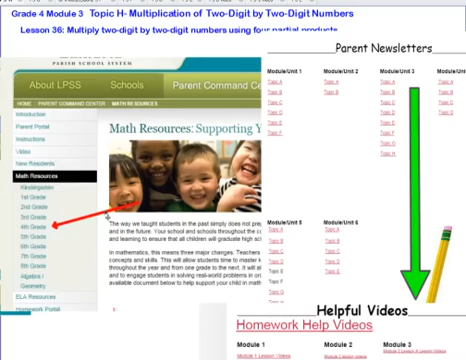 Grade 4 Module 3 Topic H- Multiplication of Two-Digit by Two-Digit Numbers
Lesson 36: Multiply two-digit by two-digit numbers using four partial products
PARISH SCHOOL SYSTEM
About LPSS Schools Parent Command Ce
HOME PARENT COMMAND CENTER MATH RESOURCES
Introduction
Parent Portal
Instructions
Video
New Residents
Math Resources
Kindergarten
1st Grade
2nd Grade
3rd Grade
4th Grade
5th Grade
6th Grade
7th Grade
8th Grade
Algebra I
Geometry
ELA Resources
Homework Portal
Math Resources: Supporting Y
The way we taught students in the past simply does not prep
and in the future. Your school and schools throughout the co
and learning to ensure that all children will graduate high sc
In mathematics, this means three major changes. Teachers
concepts and skills. This will allow students to master
throughout the year and from one grade to the next. It will al
and to engage students in solving real-world problems in or
available document below to help support your child in math
Parent Newsletters
Module/Unit 1 Module/Unit 2 Module/Unit 3 Module/Unit
Topic A Topic A Topic A Topic A
Topic B Topic B Topic B
Topic C Topic C
Topic D Topic D
Topic E Topic E
Topic F Topic F
Topic G
Topic H
Module/Unit 5 Module/Unit 6
Topic A Topic A
Topic B Topic B
Topic C Topic C
Topic D Topic D
Topic E
Topic F
Topic G
Topic H
Helpful Videos
Homework Help Videos
Module 1 Module 2 Module 3
Module 1 Lesson Videos Module 2 Lesson videos Module 3 Lesson Videos